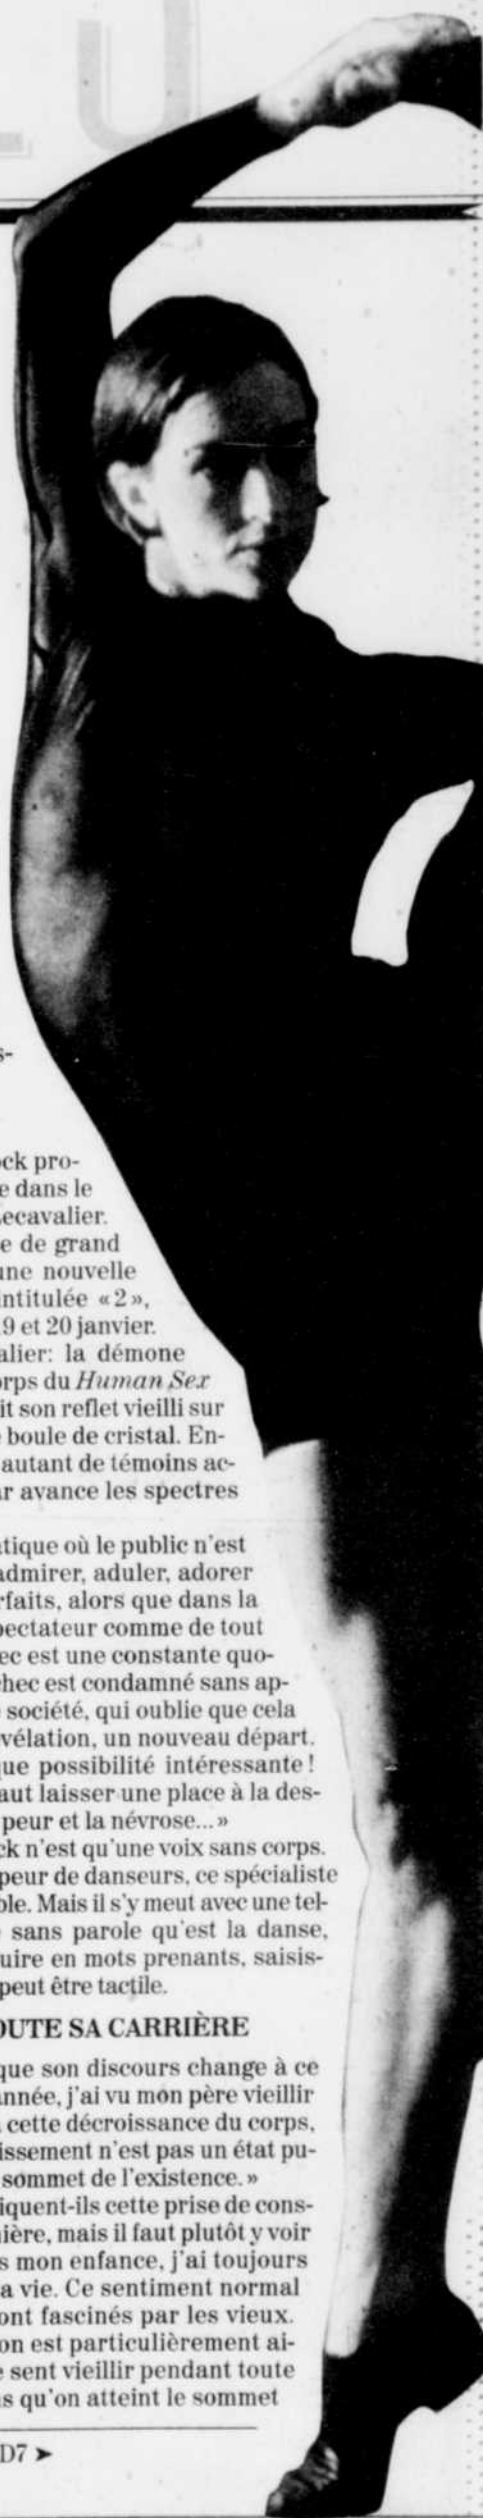 LU
s-
ck pro-
e dans le
ecavalier.
e de grand
une nouvelle
intitulée «2»,
9 et 20 janvier.
alier: la démone
orps du Human Sex
it son reflet vieilli sur
e boule de cristal. En-
autant de témoins ac-
ar avance les spectres
tique où le public n'est
admirer, aduler, adorer
rfaits, alors que dans la
pectateur comme de tout
ec est une constante quo-
chec est condamné sans ap-
e société, qui oublie que cela
vélation, un nouveau départ.
que possibilité intéressante!
aut laisser une place à la des-
peur et la névrose...»
ck n'est qu'une voix sans corps.
peur de danseurs, ce spécialiste
ble. Mais il s'y meut avec une tel-
sans parole qu'est la danse,
uire en mots prenants, saisis-
peut être tactile.
OUTE SA CARRIÈRE
que son discours change à ce
année, j'ai vu mon père vieillir
à cette décroissance du corps,
issement n'est pas un état pu-
sommet de l'existence.»
iquent-ils cette prise de cons-
nière, mais il faut plutôt y voir
s mon enfance, j'ai toujours
a vie. Ce sentiment normal
ont fascinés par les vieux.
on est particulièrement ai-
e sent vieillir pendant toute
ns qu'on atteint le sommet
D7 ➤